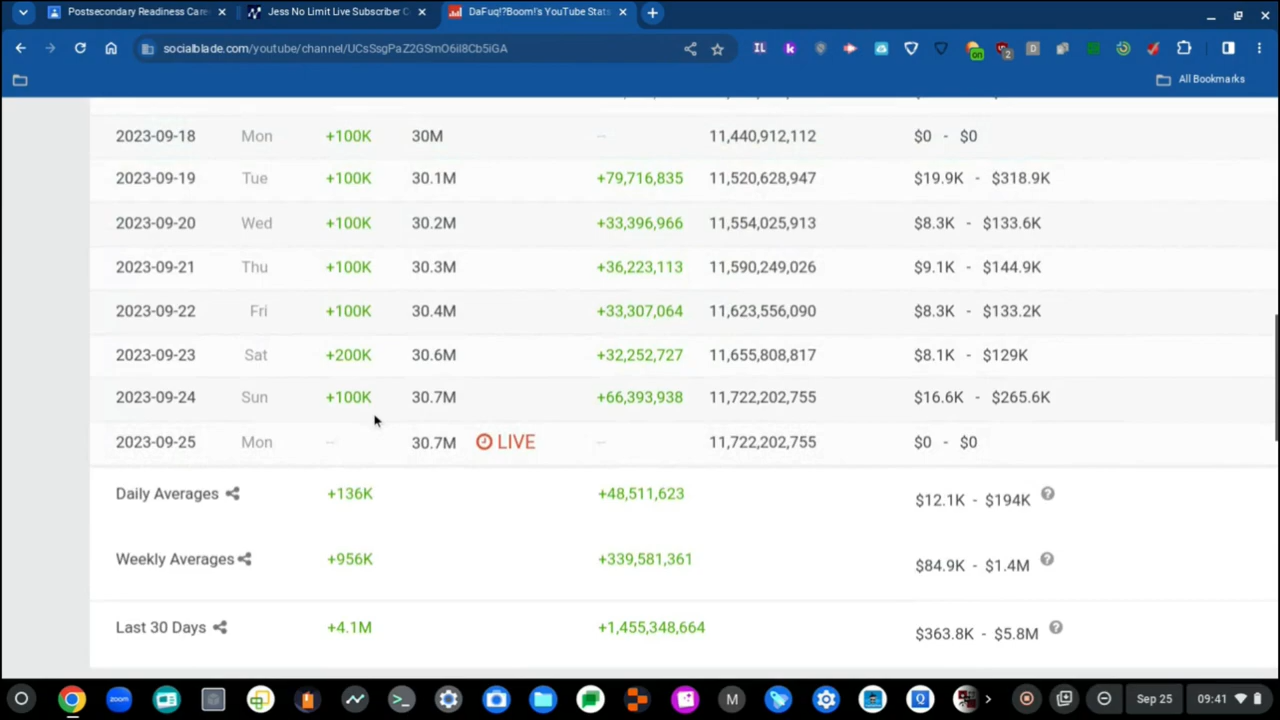 Postsecondary Readiness Care
Jess No Limit Live Subscriber C
DaFuq!?Boom!'s YouTube Stats
socialblade.com/youtube/channel/UCsSsgPaZ2GSmO6il8Cb5iGA
All Bookmarks
2023-09-18 Mon +100K 30M -- 11,440,912,112 $0 - $0
2023-09-19 Tue +100K 30.1M +79,716,835 11,520,628,947 $19.9K - $318.9K
2023-09-20 Wed +100K 30.2M +33,396,966 11,554,025,913 $8.3K - $133.6K
2023-09-21 Thu +100K 30.3M +36,223,113 11,590,249,026 $9.1K - $144.9K
2023-09-22 Fri +100K 30.4M +33,307,064 11,623,556,090 $8.3K - $133.2K
2023-09-23 Sat +200K 30.6M +32,252,727 11,655,808,817 $8.1K - $129K
2023-09-24 Sun +100K 30.7M +66,393,938 11,722,202,755 $16.6K - $265.6K
2023-09-25 Mon -- 30.7M LIVE -- 11,722,202,755 $0 - $0
Daily Averages +136K +48,511,623 $12.1K - $194K
Weekly Averages +956K +339,581,361 $84.9K - $1.4M
Last 30 Days +4.1M +1,455,348,664 $363.8K - $5.8M
zoom
Sep 25 09:41